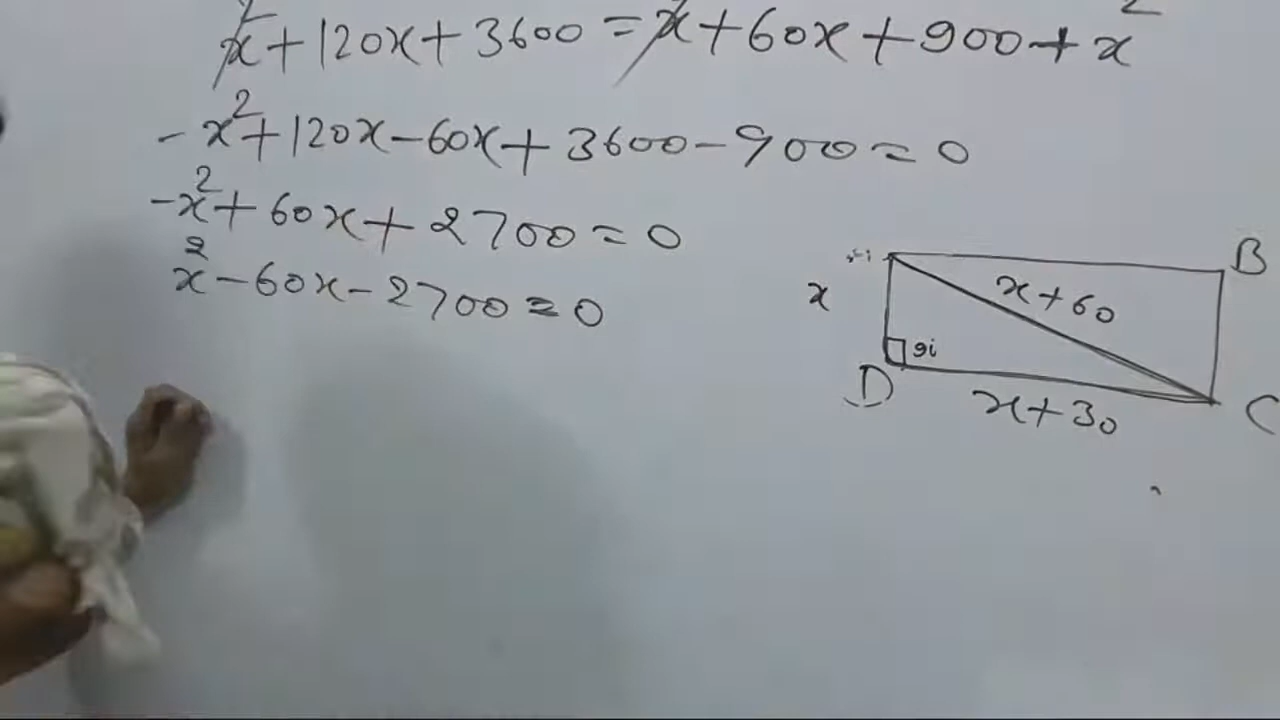 x²+120x+3600=x²+60x+900+x²
-x²+120x-60x+3600-900=0
-x²+60x+2700=0
x²-60x-2700=0
B
x
x+60
D
x+30
C